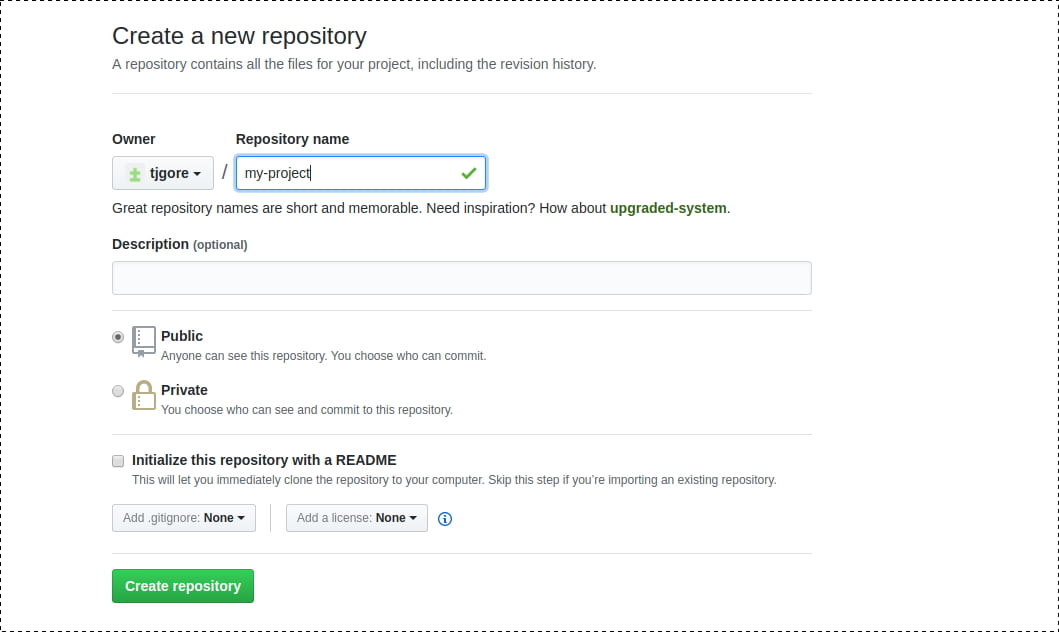 Create a new repository
A repository contains all the files for your project, including the revision history.
Owner Repository name
tjgore / my-project
Great repository names are short and memorable. Need inspiration? How about upgraded-system.
Description (optional)
Public
Anyone can see this repository. You choose who can commit.
Private
You choose who can see and commit to this repository.
Initialize this repository with a README
This will let you immediately clone the repository to your computer. Skip this step if you’re importing an existing repository.
Add .gitignore: None Add a license: None
Create repository